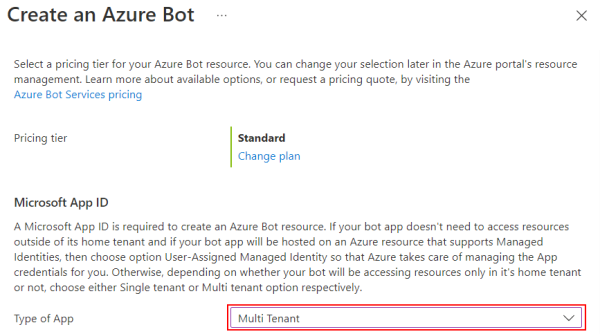 Create an Azure Bot ...
Select a pricing tier for your Azure Bot resource. You can change your selection later in the Azure portal's resource
management. Learn more about available options, or request a pricing quote, by visiting the
Azure Bot Services pricing
Pricing tier
Standard
Change plan
Microsoft App ID
A Microsoft App ID is required to create an Azure Bot resource. If your bot app doesn't need to access resources
outside of its home tenant and if your bot app will be hosted on an Azure resource that supports Managed
Identities, then choose option User-Assigned Managed Identity so that Azure takes care of managing the App
credentials for you. Otherwise, depending on whether your bot will be accessing resources only in it's home tenant
or not, choose either Single tenant or Multi tenant option respectively.
Type of App
Multi Tenant